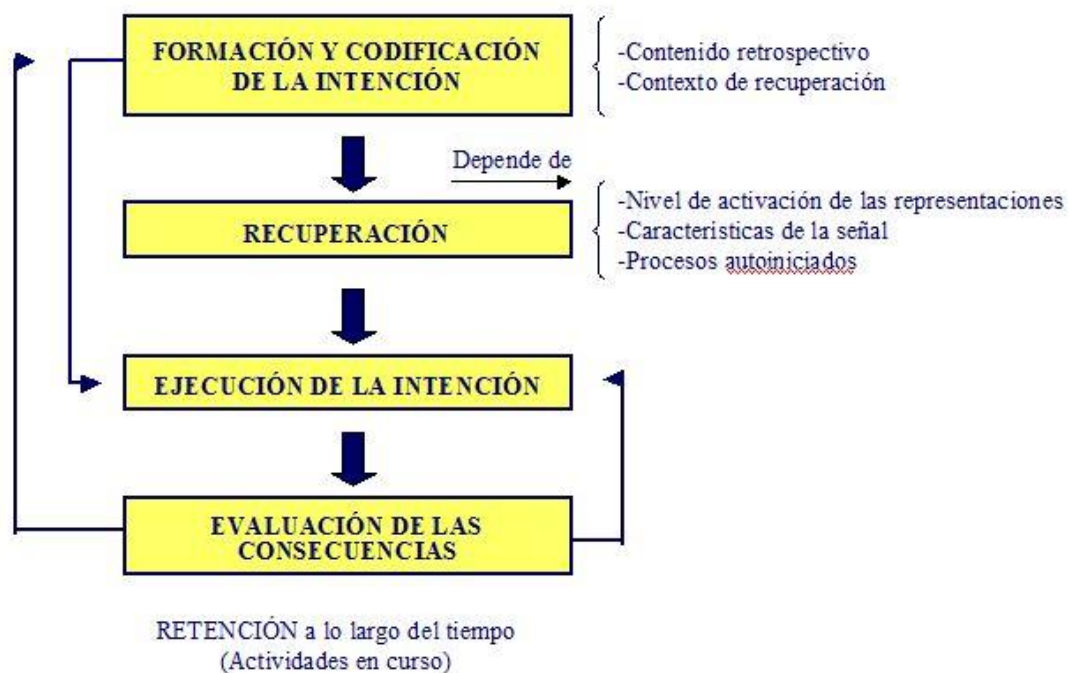 FORMACIÓN Y CODIFICACIÓN
DE LA INTENCIÓN
-Contenido retrospectivo
-Contexto de recuperación
Depende de
RECUPERACIÓN
-Nivel de activación de las representaciones
-Características de la señal
-Procesos autoiniciados
EJECUCIÓN DE LA INTENCIÓN
EVALUACIÓN DE LAS
CONSECUENCIAS
RETENCIÓN a lo largo del tiempo
(Actividades en curso)